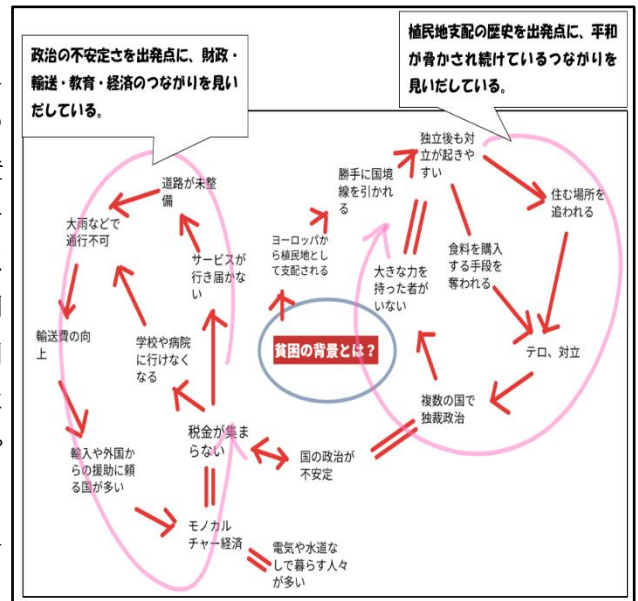 政治の不安定さを出発点に、財政・
輸送・教育・経済のつながりを見い
だしている。
植民地支配の歴史を出発点に、平和
が脅かされ続けているつながりを
見いだしている。
独立後も対
立が起きや
すい
勝手に国境
線を引かれ
る
道路が未整
備
住む場所を
追われる
大雨などで
通行不可
ヨーロッパか
ら植民地とし
て支配される
サービスが
行き届かな
い
大きな力を
持った者が
いない
食料を購入
する手段を
奪われる
輸送費の向
上
学校や病院
に行けなく
なる
貧困の背景とは？
テロ、対立
複数の国で
独裁政治
税金が集ま
らない
国の政治が
不安定
輸入や外国か
らの援助に頼
る国が多い
モノカル
チャー経済
電気や水道な
しで暮らす人々
が多い